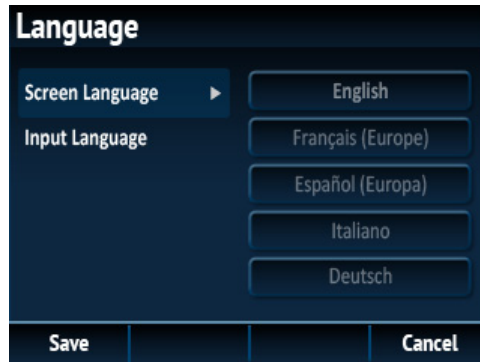 Language
Screen Language
Input Language
English
Français (Europe)
Español (Europa)
Italiano
Deutsch
Save
Cancel